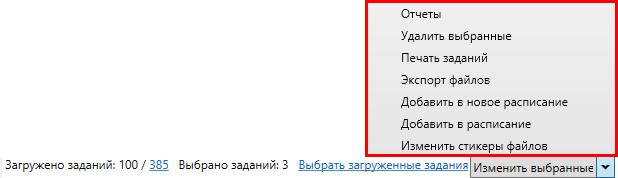 Отчеты
Удалить выбранные
Печать заданий
Экспорт файлов
Добавить в новое расписание
Добавить в расписание
Изменить стикеры файлов
Загружено заданий: 100 / 385 Выбрано заданий: 3 Выбрать загруженные задания Изменить выбранные